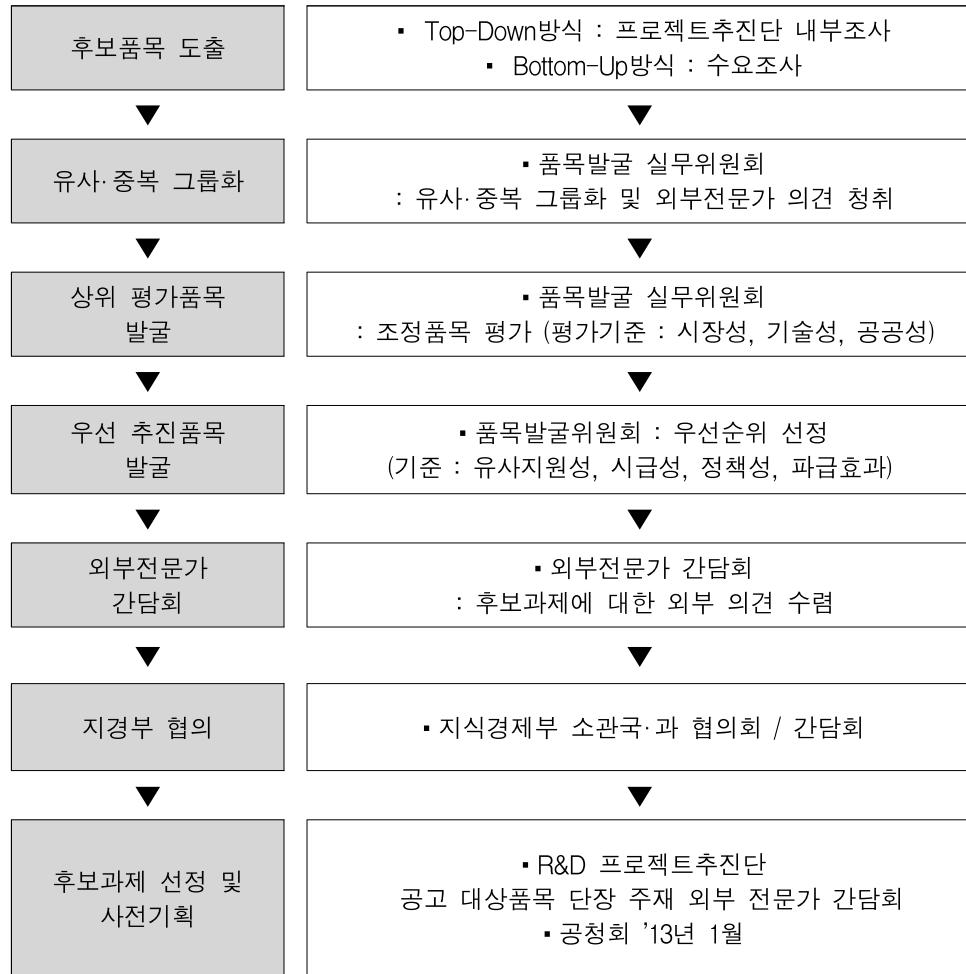 후보품목 도출
▪ Top-Down방식 : 프로젝트추진단 내부조사
▪ Bottom-Up방식 : 수요조사
유사·중복 그룹화
▪ 품목발굴 실무위원회
: 유사·중복 그룹화 및 외부전문가 의견 청취
상위 평가품목
발굴
▪ 품목발굴 실무위원회
: 조정품목 평가 (평가기준 : 시장성, 기술성, 공공성)
우선 추진품목
발굴
▪ 품목발굴위원회 : 우선순위 선정
(기준 : 유사지원성, 시급성, 정책성, 파급효과)
외부전문가
간담회
▪ 외부전문가 간담회
: 후보과제에 대한 외부 의견 수렴
지경부 협의
▪ 지식경제부 소관국·과 협의회 / 간담회
후보과제 선정 및
사전기획
▪ R&D 프로젝트추진단
공고 대상품목 단장 주재 외부 전문가 간담회
▪ 공청회 ’13년 1월